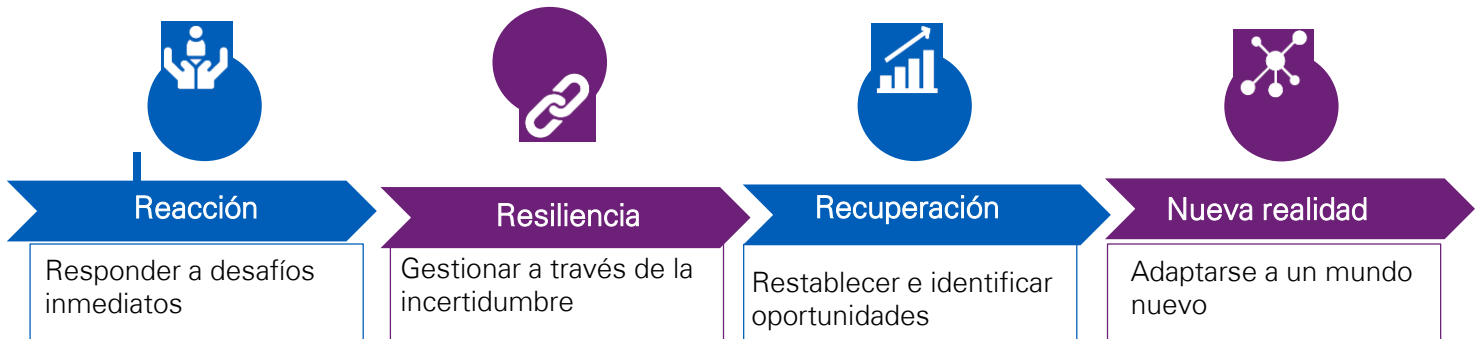 Reacción
Responder a desafíos
inmediatos
Resiliencia
Gestionar a través de la
incertidumbre
Recuperación
Restablecer e identificar
oportunidades
Nueva realidad
Adaptarse a un mundo
nuevo